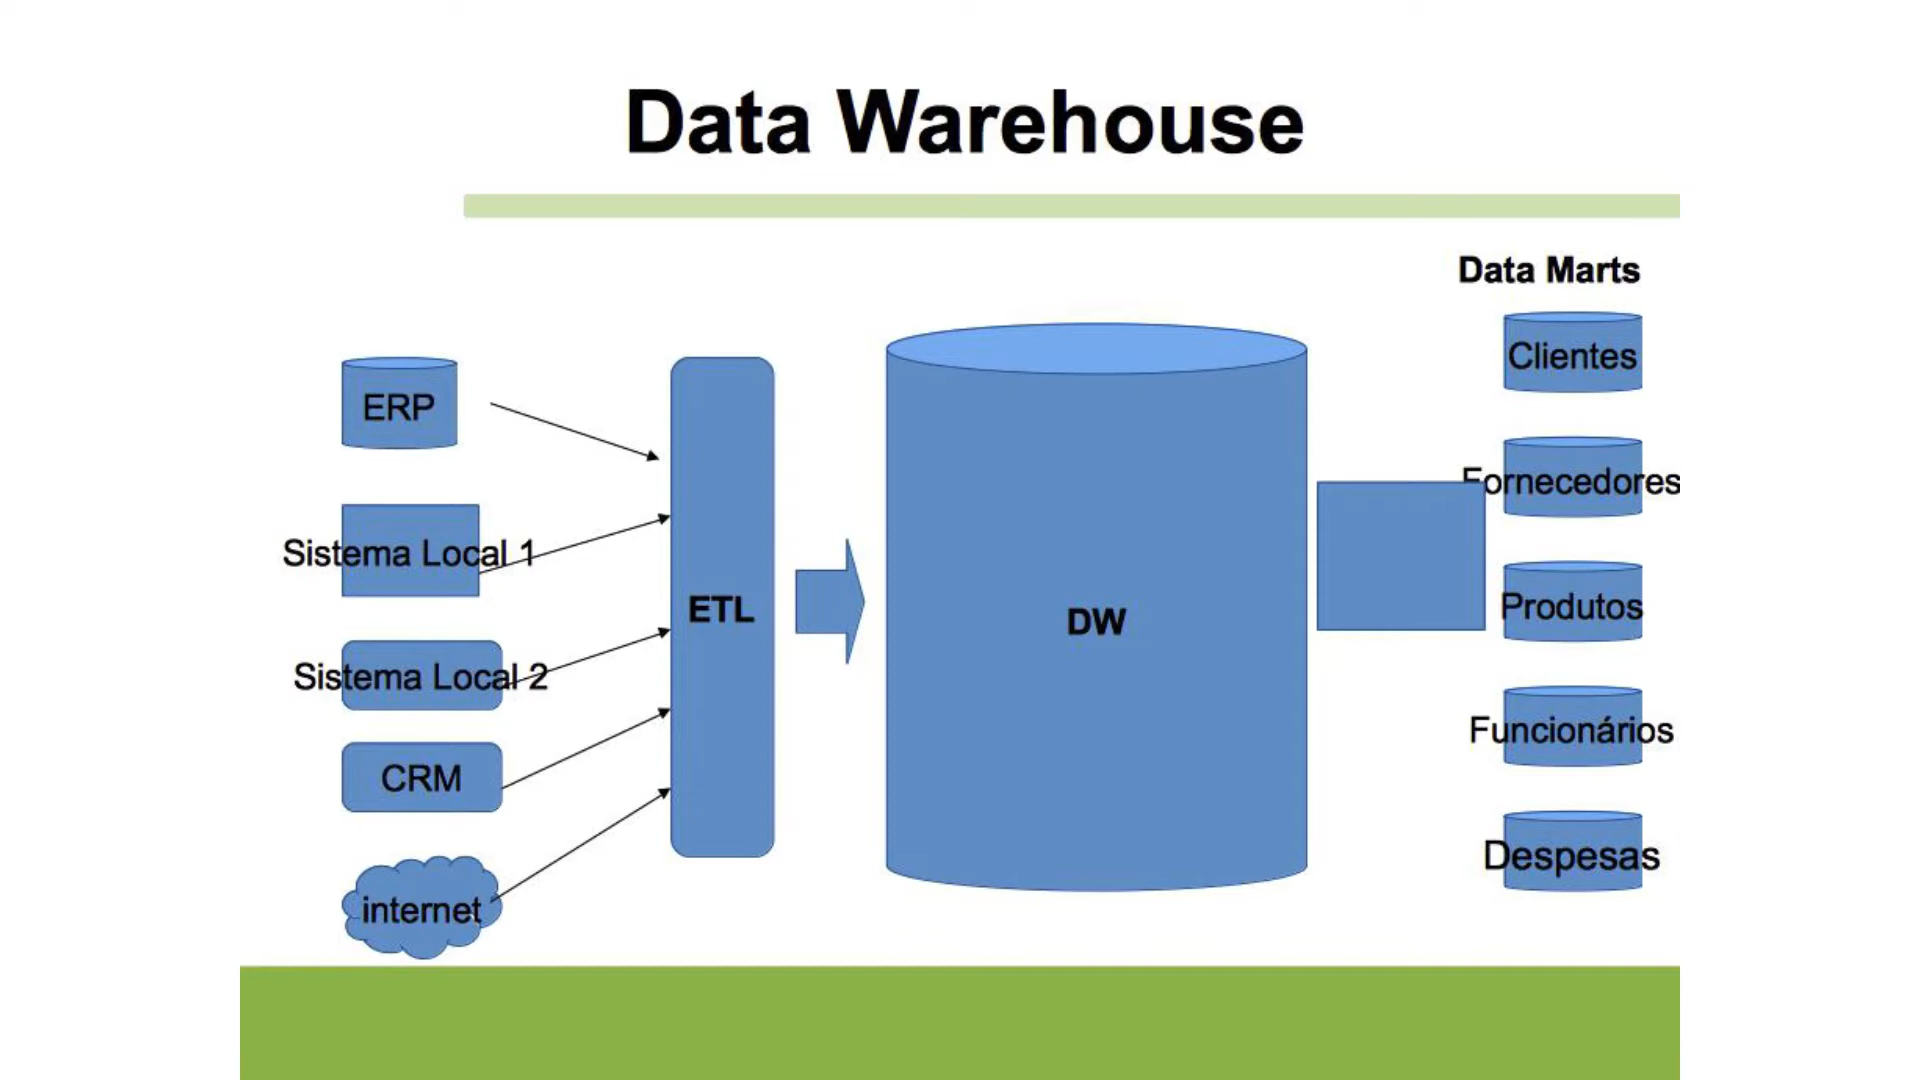 Data Warehouse
Data Marts
ERP
Sistema Local 1
Sistema Local 2
CRM
internet
ETL
DW
Clientes
Fornecedores
Produtos
Funcionários
Despesas